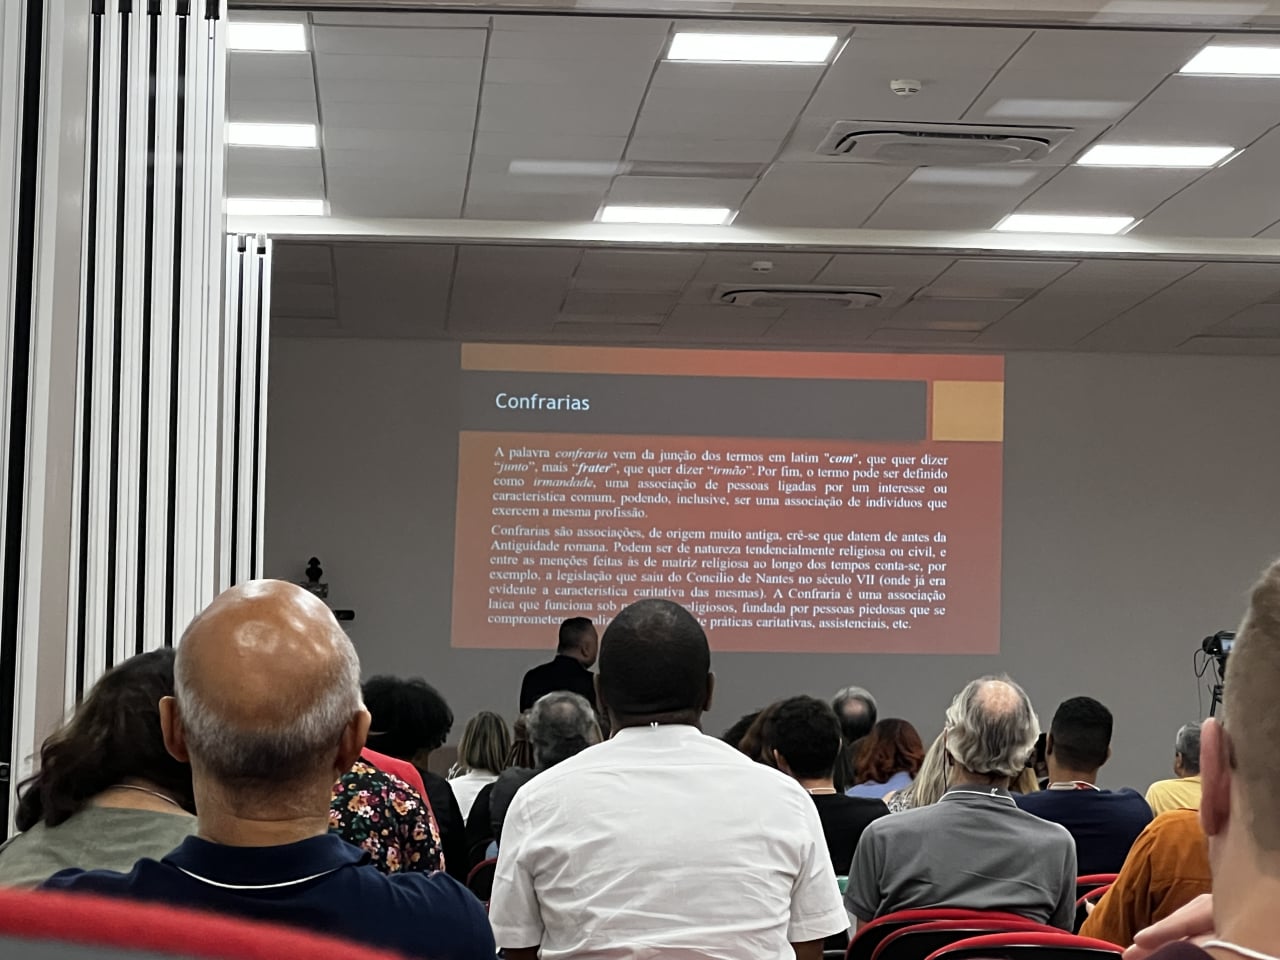 Confrarias
A palavra confraria vem da junção dos termos em latim "com", que quer dizer
"junto", mais "frater", que quer dizer "irmão". Por fim, o termo pode ser definido
como irmandade, uma associação de pessoas ligadas por um interesse ou
característica comum, podendo, inclusive, ser uma associação de indivíduos que
exercem a mesma profissão.
Confrarias são associações, de origem muito antiga, crê-se que datem de antes da
Antiguidade romana. Podem ser de natureza tendencialmente religiosa ou civil, e
entre as menções feitas às de matriz religiosa ao longo dos tempos conta-se, por
exemplo, a legislação que saiu do Concílio de Nantes no século VII (onde já era
evidente a característica caritativa das mesmas). A Confraria é uma associação
laica que funciona sob religiosos, fundada por pessoas piedosas que se
práticas caritativas, assistenciais, etc.